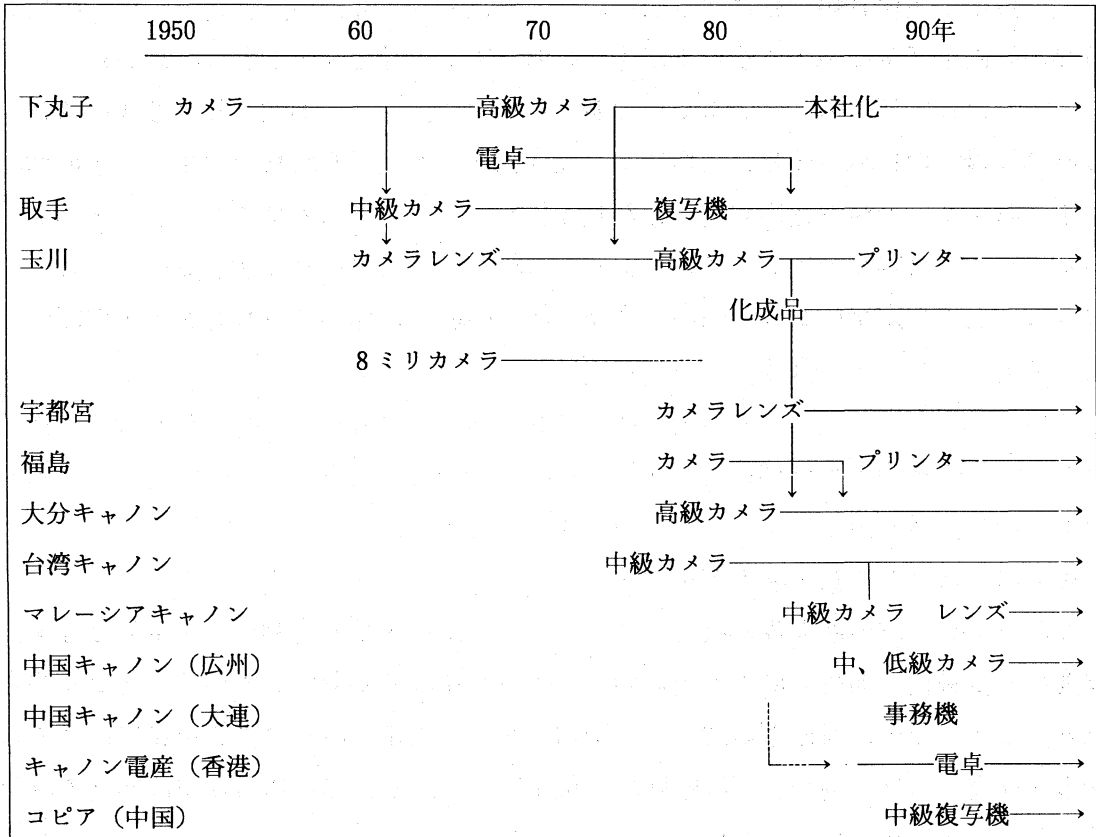 1950 60 70 80 90年
下丸子 カメラ 高級カメラ 本社化
電卓
取手 中級カメラ 複写機
玉川 カメラレンズ 高級カメラ プリンター
化成品
8ミリカメラ
宇都宮 カメラレンズ
福島 カメラ プリンター
大分キャノン 高級カメラ
台湾キャノン 中級カメラ
マレーシアキャノン 中級カメラ レンズ
中国キャノン（広州） 中、低級カメラ
中国キャノン（大連） 事務機
キャノン電産（香港） 電卓
コピア（中国） 中級複写機